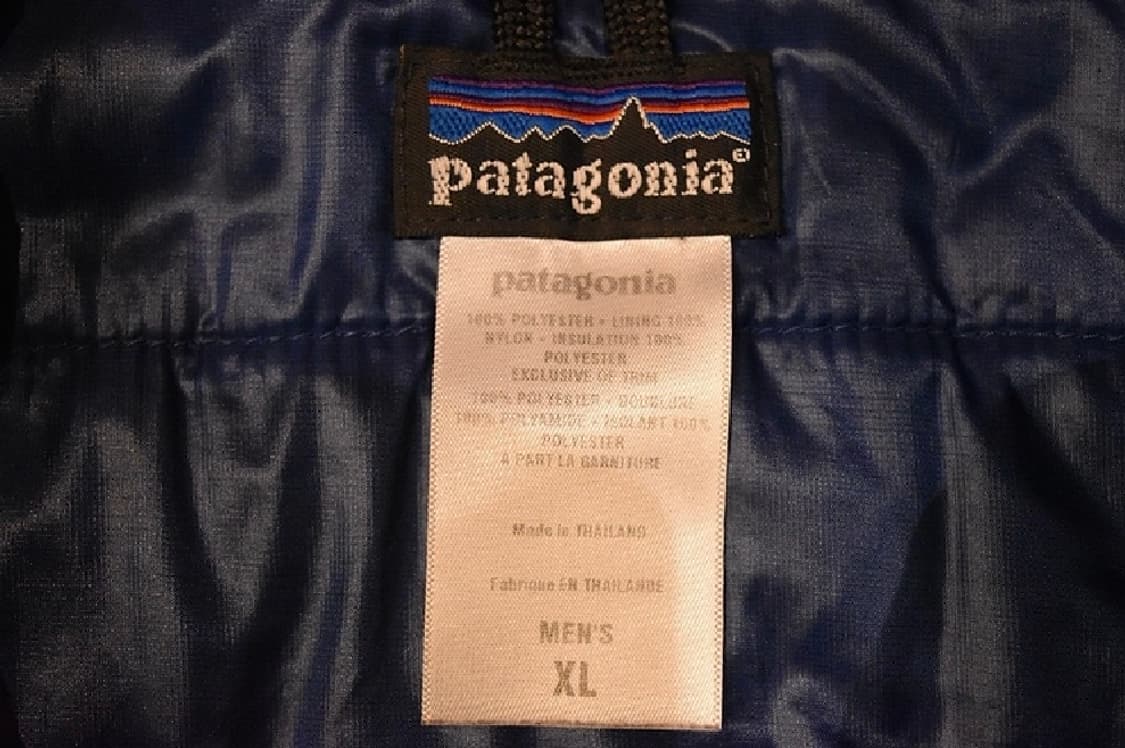 patagonia®
patagonia
100% POLYESTER • LINING 100%
NYLON • INSULATION 100%
POLYESTER
EXCLUSIVE OF TRIM
100% POLYESTER • DOUBLURE
100% POLYAMIDE • ISOLANT 100%
POLYESTER
À PART LA GARNITURE
Made in THAILAND
Fabriqué EN THAILANDE
MEN'S
XL